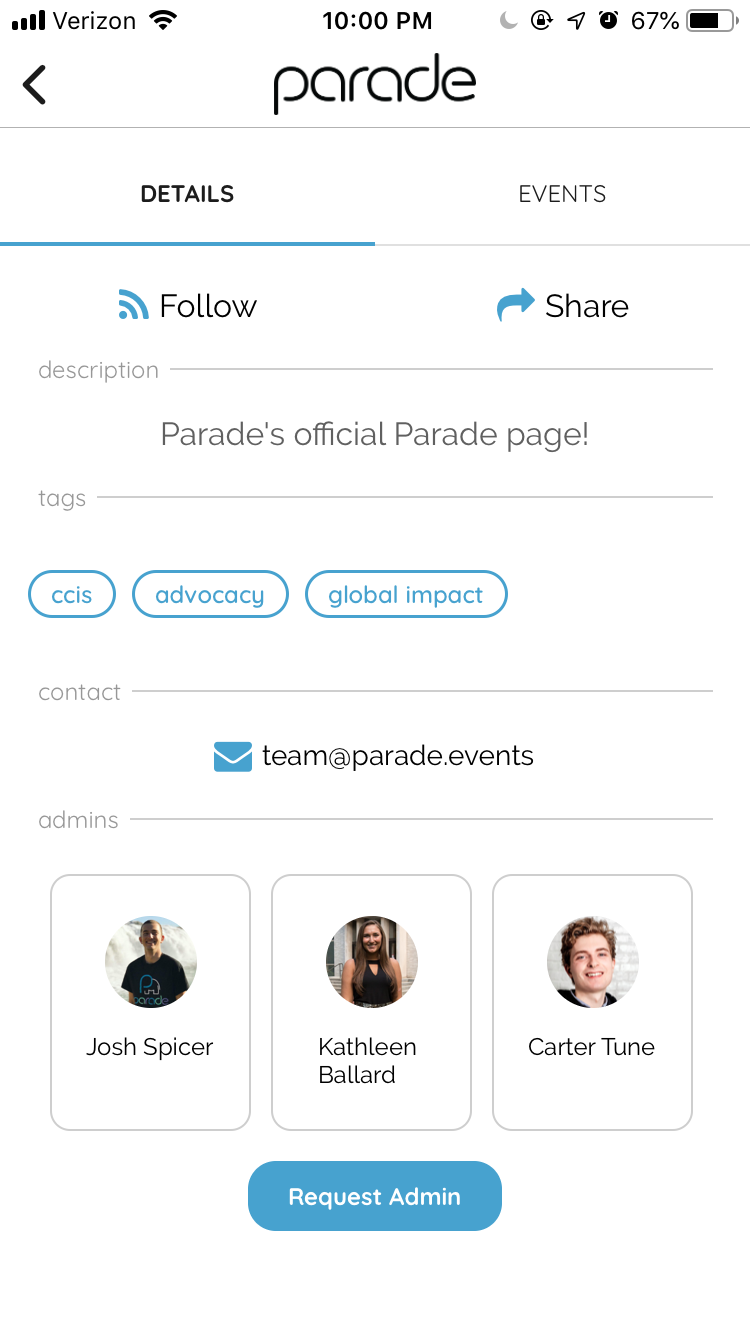 Verizon 10:00 PM 67%
parade
DETAILS EVENTS
Follow Share
description
Parade's official Parade page!
tags
ccis advocacy global impact
contact
team@parade.events
admins
parade
Josh Spicer Kathleen Carter Tune
Ballard
Request Admin